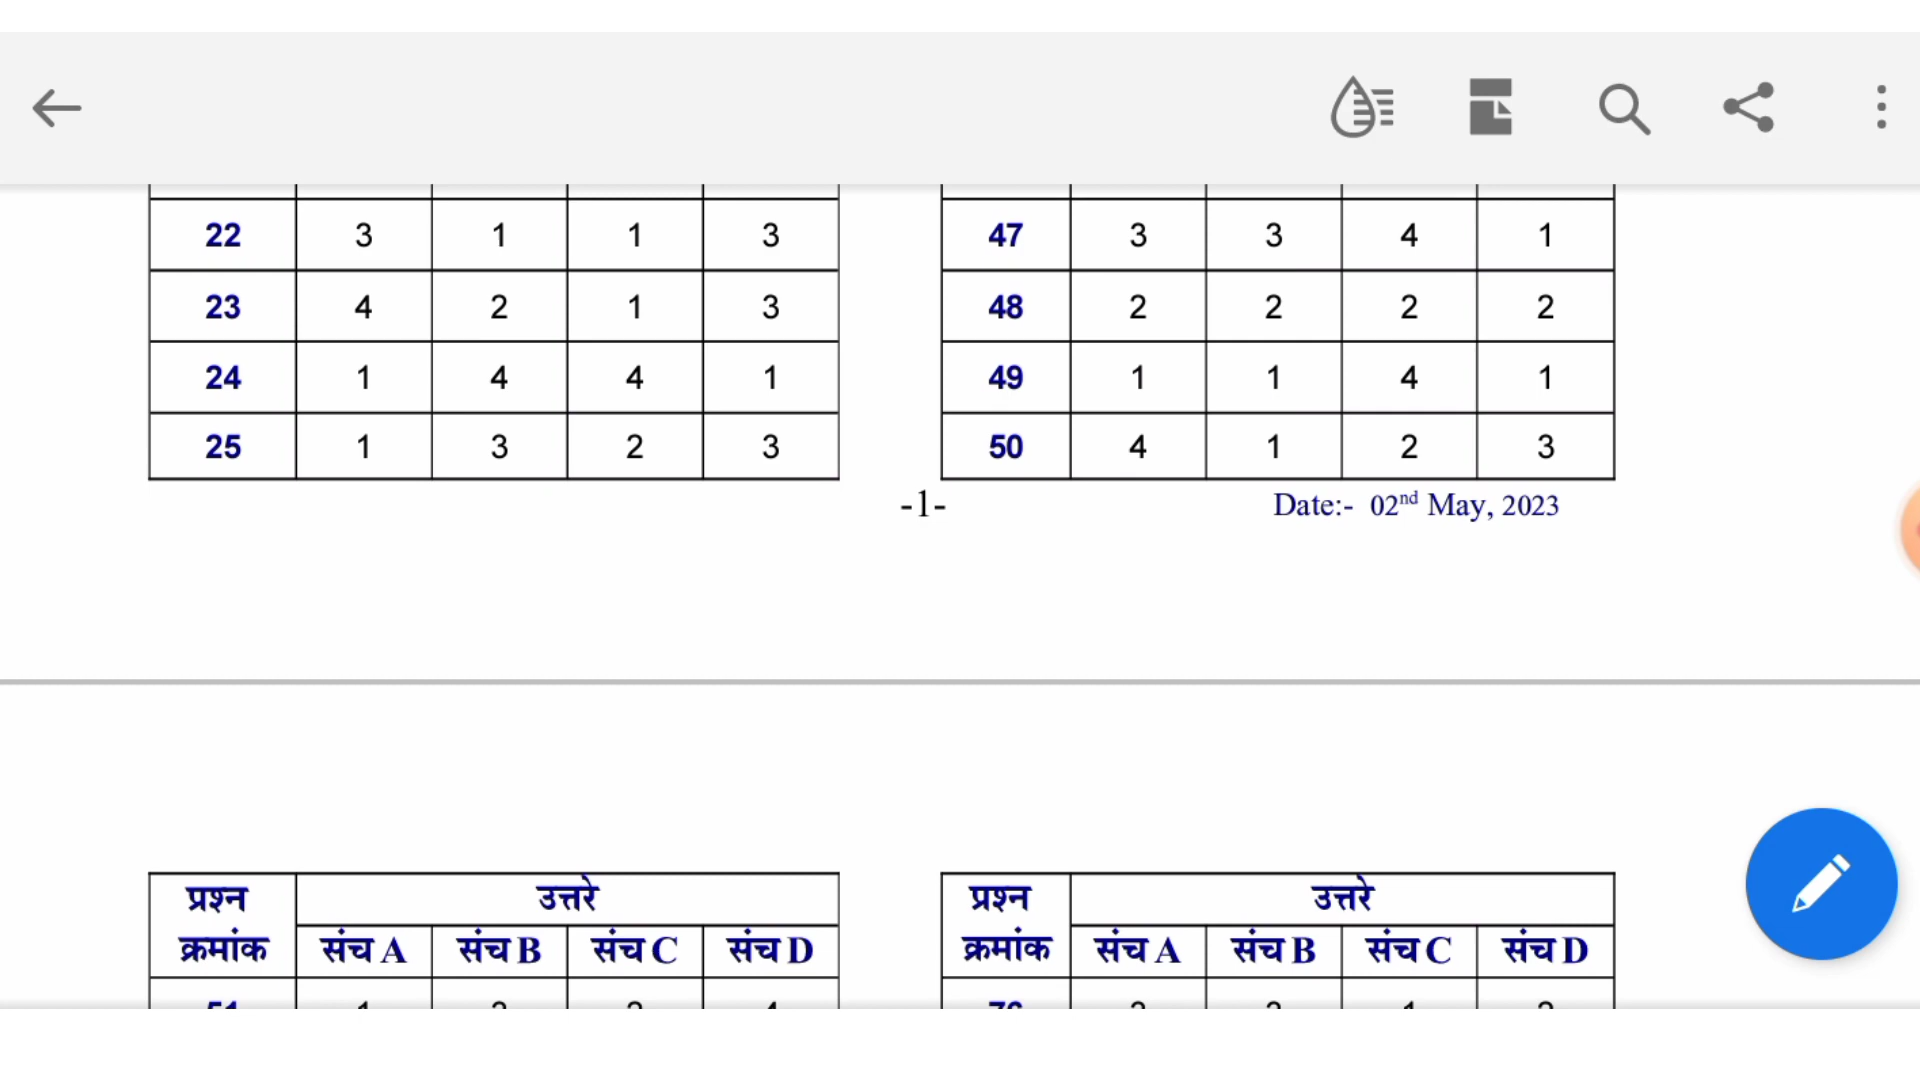 22 3 1 1 3 47 3 3 4 1
23 4 2 1 3 48 2 2 2 2
24 1 4 4 1 49 1 1 4 1
25 1 3 2 3 50 4 1 2 3
-1- Date:- 02nd May, 2023
प्रश्न उत्तरे प्रश्न उत्तरे
क्रमांक संच A संच B संच C संच D क्रमांक संच A संच B संच C संच D